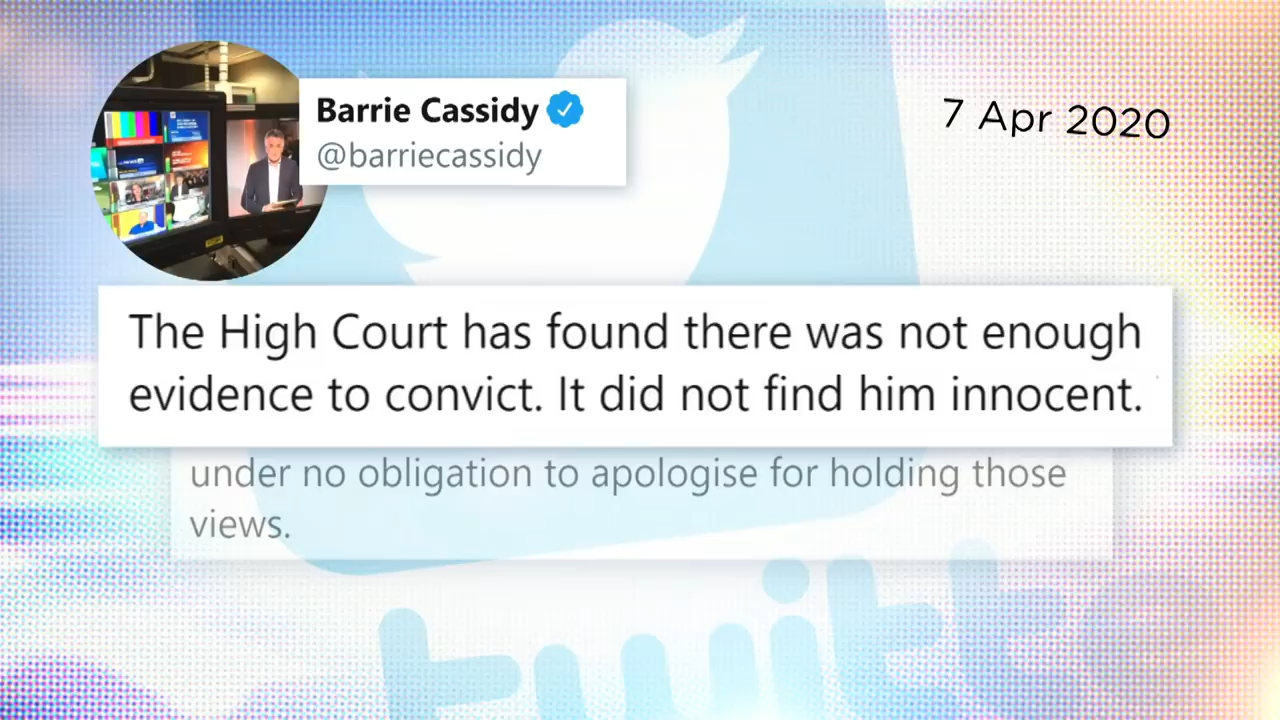 Barrie Cassidy
@barriecassidy
7 Apr 2020
The High Court has found there was not enough
evidence to convict. It did not find him innocent.
under no obligation to apologise for holding those
views.
twitt